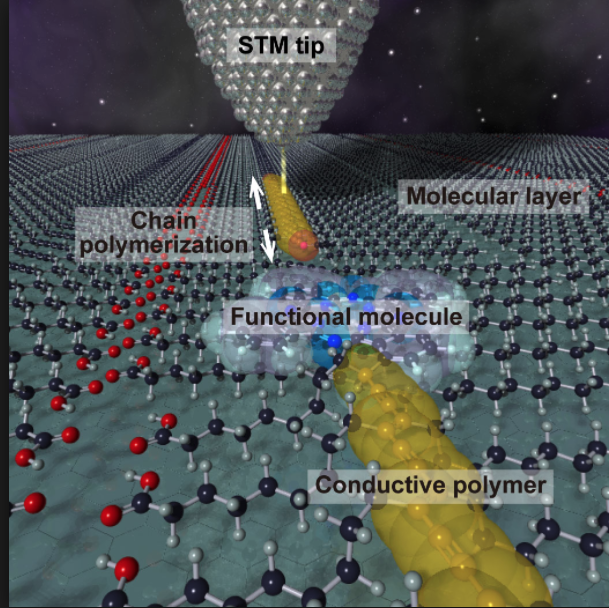 STM tip
Molecular layer
Chain
polymerization
Functional molecule
Conductive polymer